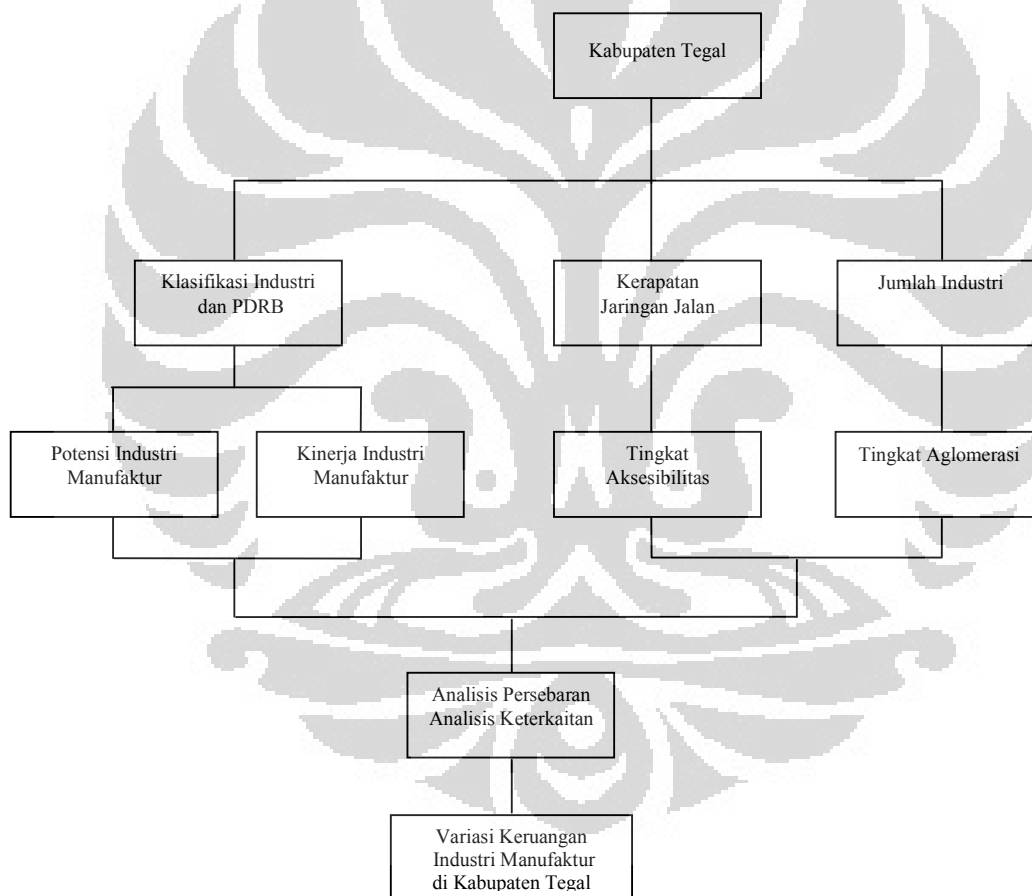 Kabupaten Tegal
Klasifikasi Industri
dan PDRB
Kerapatan
Jaringan Jalan
Jumlah Industri
Potensi Industri
Manufaktur
Kinerja Industri
Manufaktur
Tingkat
Aksesibilitas
Tingkat Aglomerasi
Analisis Persebaran
Analisis Keterkaitan
Variasi Keruangan
Industri Manufaktur
di Kabupaten Tegal